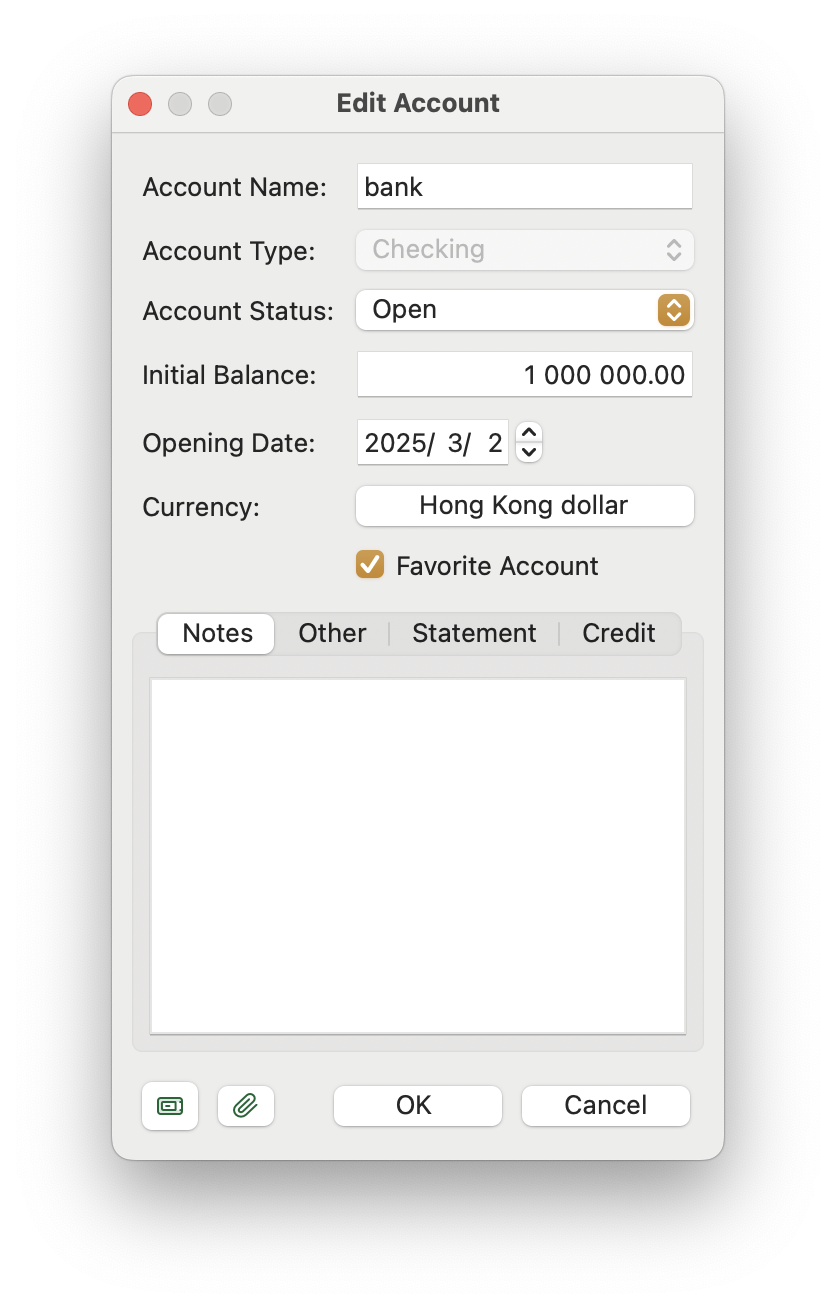 Edit Account
Account Name: bank
Account Type: Checking
Account Status: Open
Initial Balance: 1 000 000.00
Opening Date: 2025/ 3/ 2
Currency: Hong Kong dollar
Favorite Account
Notes Other Statement Credit
OK Cancel